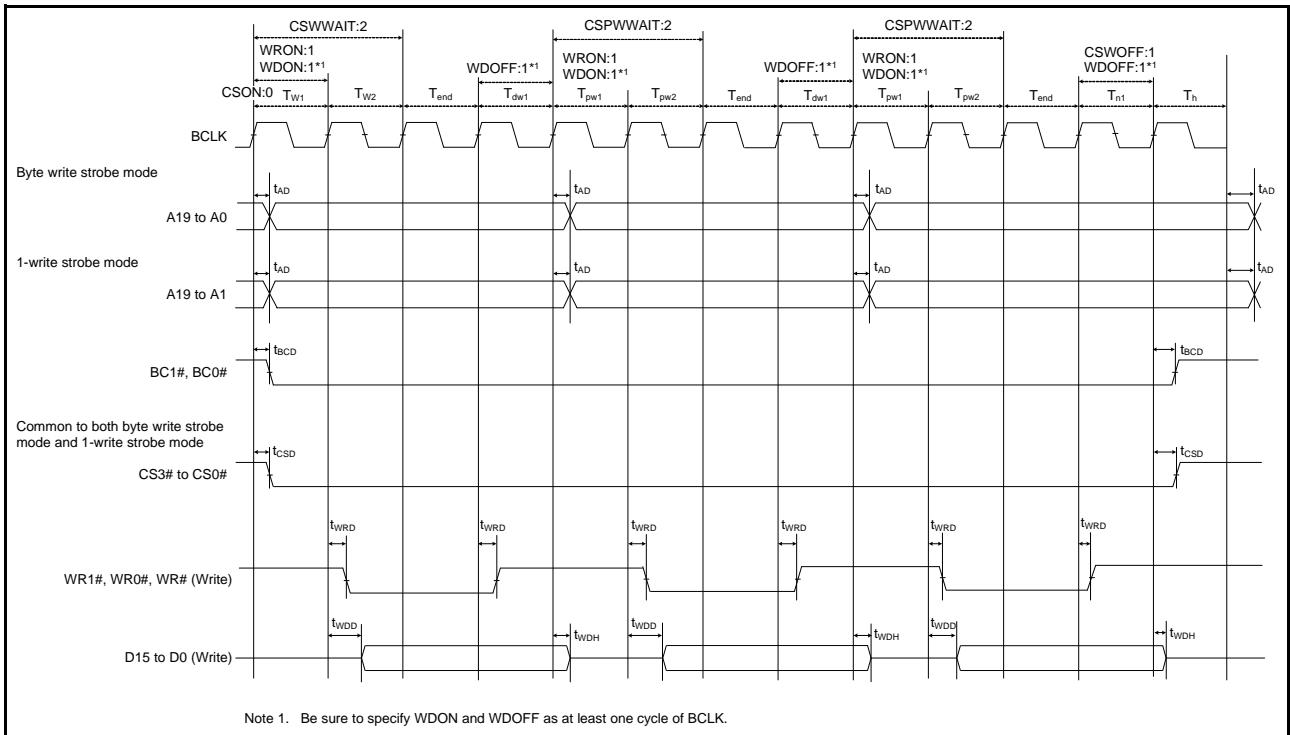 CSWWAIT:2
CSPWWAIT:2
CSPWWAIT:2
WRON:1
WDON:1*1
WDOFF:1*1
WRON:1
WDON:1*1
WDOFF:1*1
WRON:1
WDON:1*1
CSWOFF:1
WDOFF:1*1
CSON:0
TW1
TW2
Tend
Tdw1
Tpw1
Tpw2
Tend
Tdw1
Tpw1
Tpw2
Tend
Tn1
Th
BCLK
Byte write strobe mode
tAD
tAD
tAD
tAD
A19 to A0
1-write strobe mode
tAD
tAD
tAD
tAD
A19 to A1
tBCD
tBCD
BC1#, BC0#
Common to both byte write strobe
mode and 1-write strobe mode
tCSD
tCSD
CS3# to CS0#
tWRD
tWRD
tWRD
tWRD
tWRD
tWRD
WR1#, WR0#, WR# (Write)
tWDD
tWDH
tWDD
tWDH
tWDD
tWDH
D15 to D0 (Write)
Note 1. Be sure to specify WDON and WDOFF as at least one cycle of BCLK.